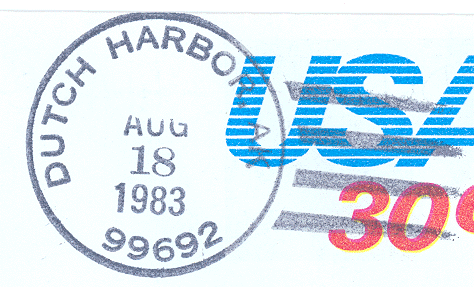 DUTCH HARBOR, AK
AUG
18
1983
99692
USA
30¢